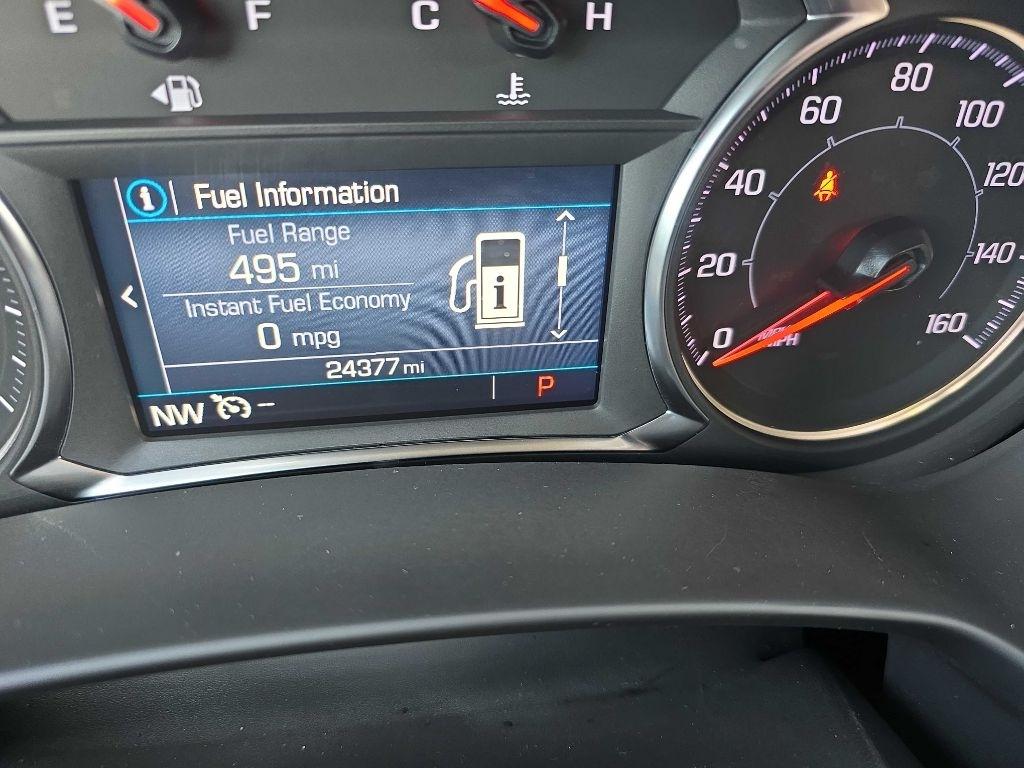 E F
C H
80
60 100
40 120
20 140
0 160
MPH
i Fuel Information
Fuel Range
495 mi
Instant Fuel Economy
0 mpg
i
24377 mi
NW -- P